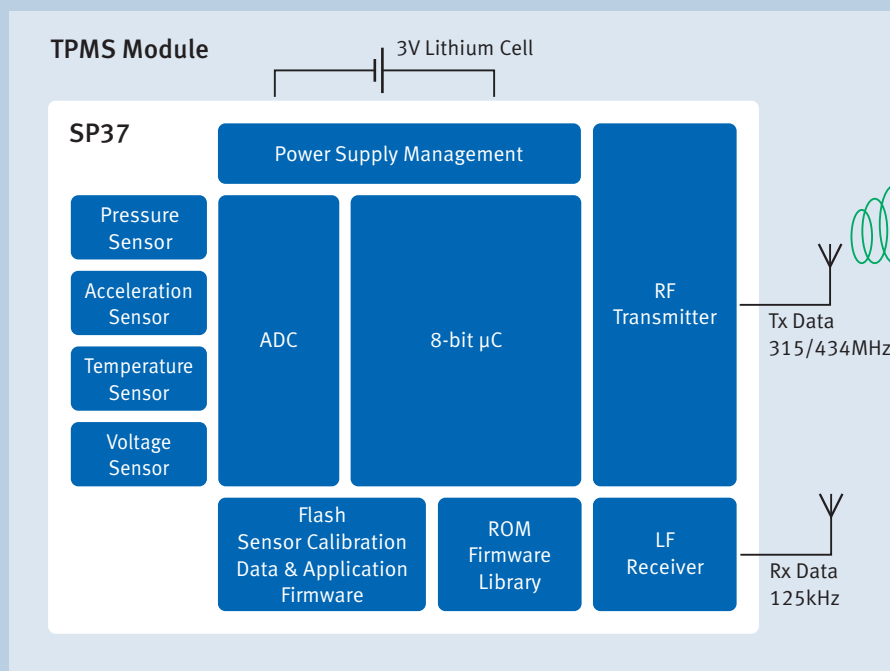 TPMS Module
3V Lithium Cell
SP37
Power Supply Management
Pressure
Sensor
Acceleration
Sensor
Temperature
Sensor
Voltage
Sensor
ADC
8-bit µC
RF
Transmitter
Tx Data
315/434MHz
Flash
Sensor Calibration
Data & Application
Firmware
ROM
Firmware
Library
LF
Receiver
Rx Data
125kHz